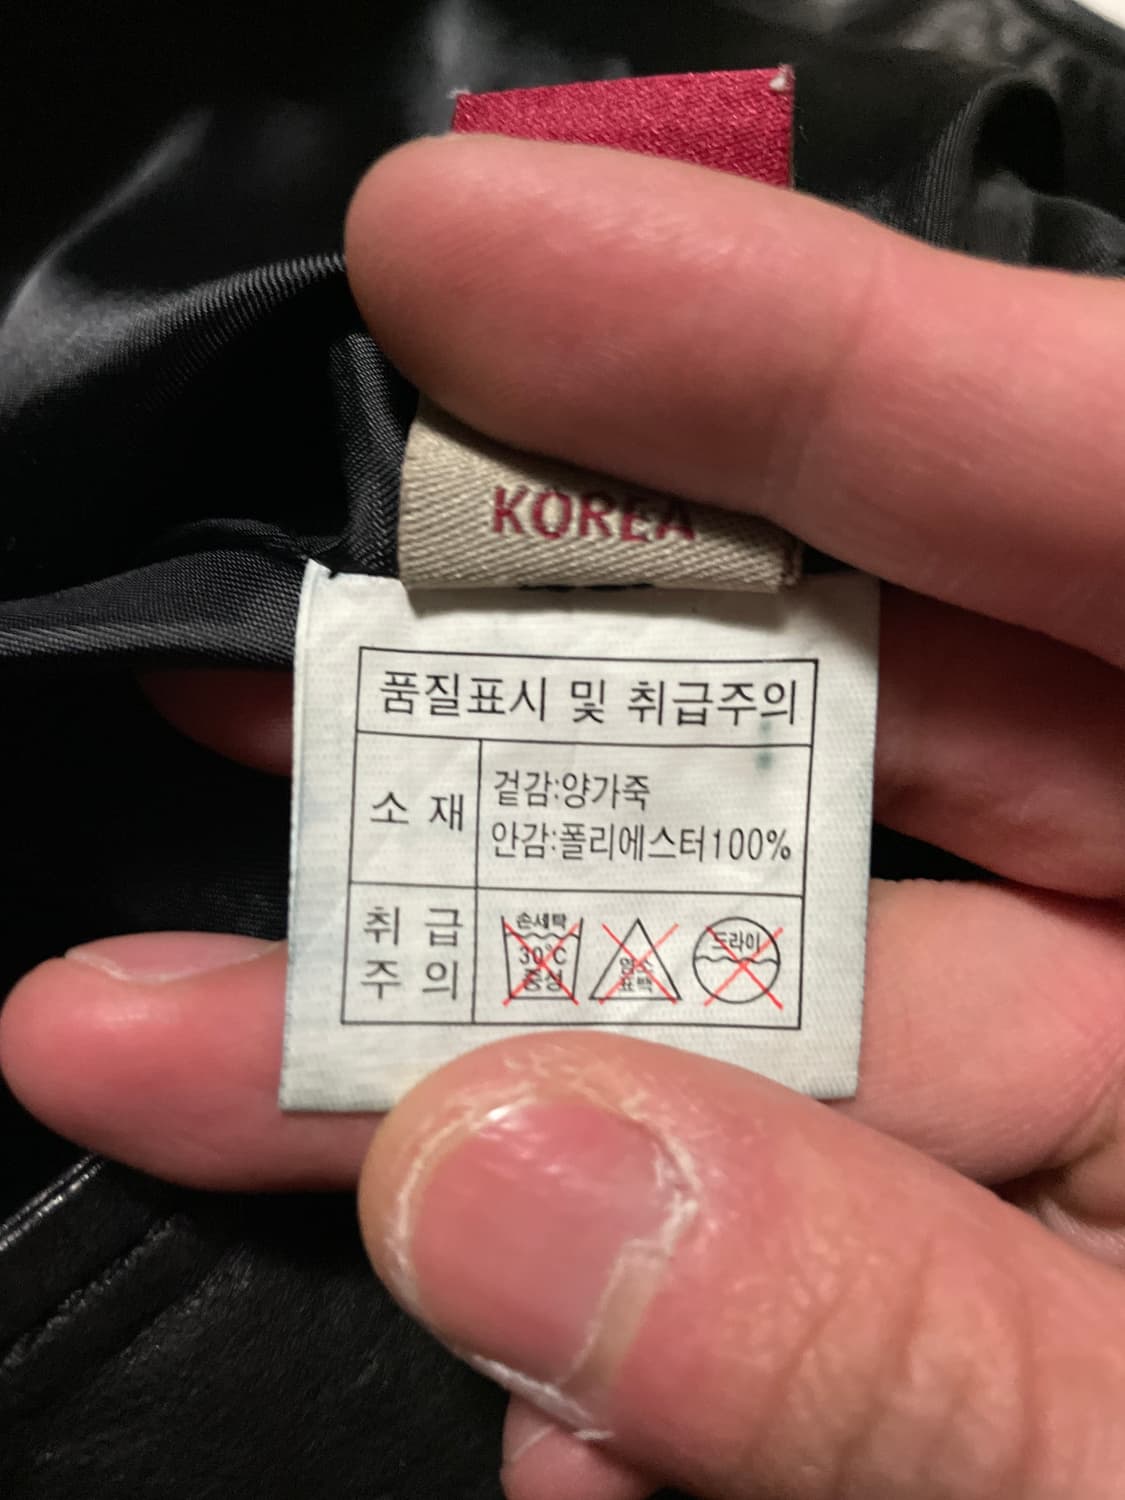 KOREA
품질표시 및 취급주의
소 재
겉감:양가죽
안감:폴리에스터100%
취 급
주 의
손세탁
30℃
중성
염소
표백
드라이